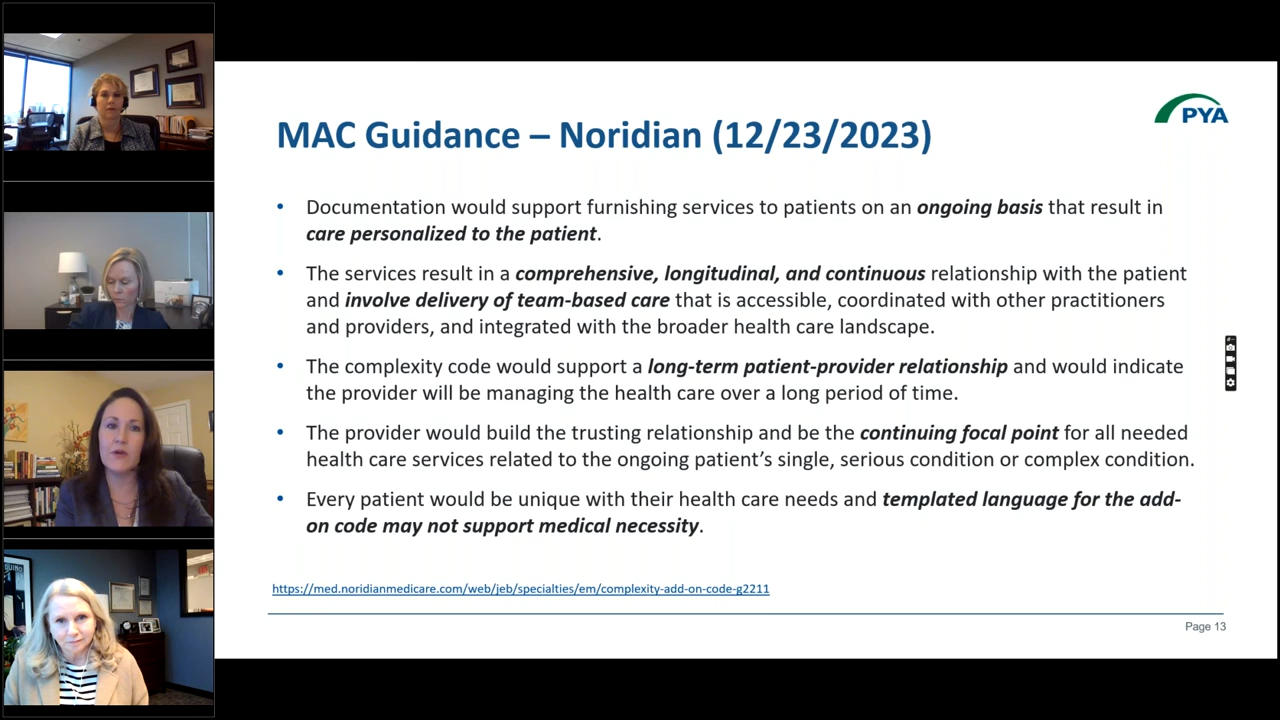 PYA
MAC Guidance – Noridian (12/23/2023)
• Documentation would support furnishing services to patients on an ongoing basis that result in
care personalized to the patient.
• The services result in a comprehensive, longitudinal, and continuous relationship with the patient
and involve delivery of team-based care that is accessible, coordinated with other practitioners
and providers, and integrated with the broader health care landscape.
• The complexity code would support a long-term patient-provider relationship and would indicate
the provider will be managing the health care over a long period of time.
• The provider would build the trusting relationship and be the continuing focal point for all needed
health care services related to the ongoing patient’s single, serious condition or complex condition.
• Every patient would be unique with their health care needs and templated language for the add-
on code may not support medical necessity.
https://med.noridianmedicare.com/web/jeb/specialties/em/complexity-add-on-code-g2211
Page 13